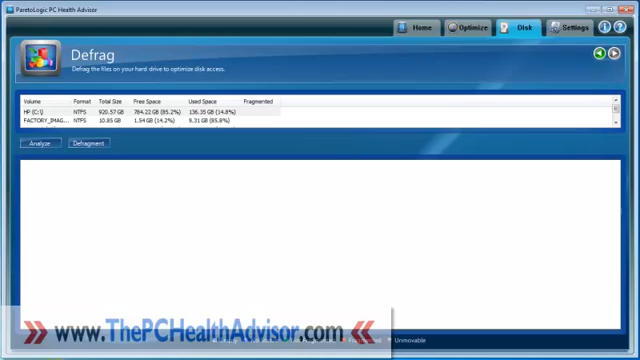 ParetoLogic PC Health Advisor
Home
Optimize
Disk
Settings
Defrag
Defrag the files on your hard drive to optimize disk access.
Volume Format Total Size Free Space Used Space Fragmented
HP (C:\) NTFS 920.57 GB 784.22 GB (85.2%) 136.35 GB (14.8%)
FACTORY_IMAG... NTFS 10.85 GB 1.54 GB (14.2%) 9.31 GB (85.8%)
Analyze
Defragment
www.ThePCHealthAdvisor.com
Unmovable